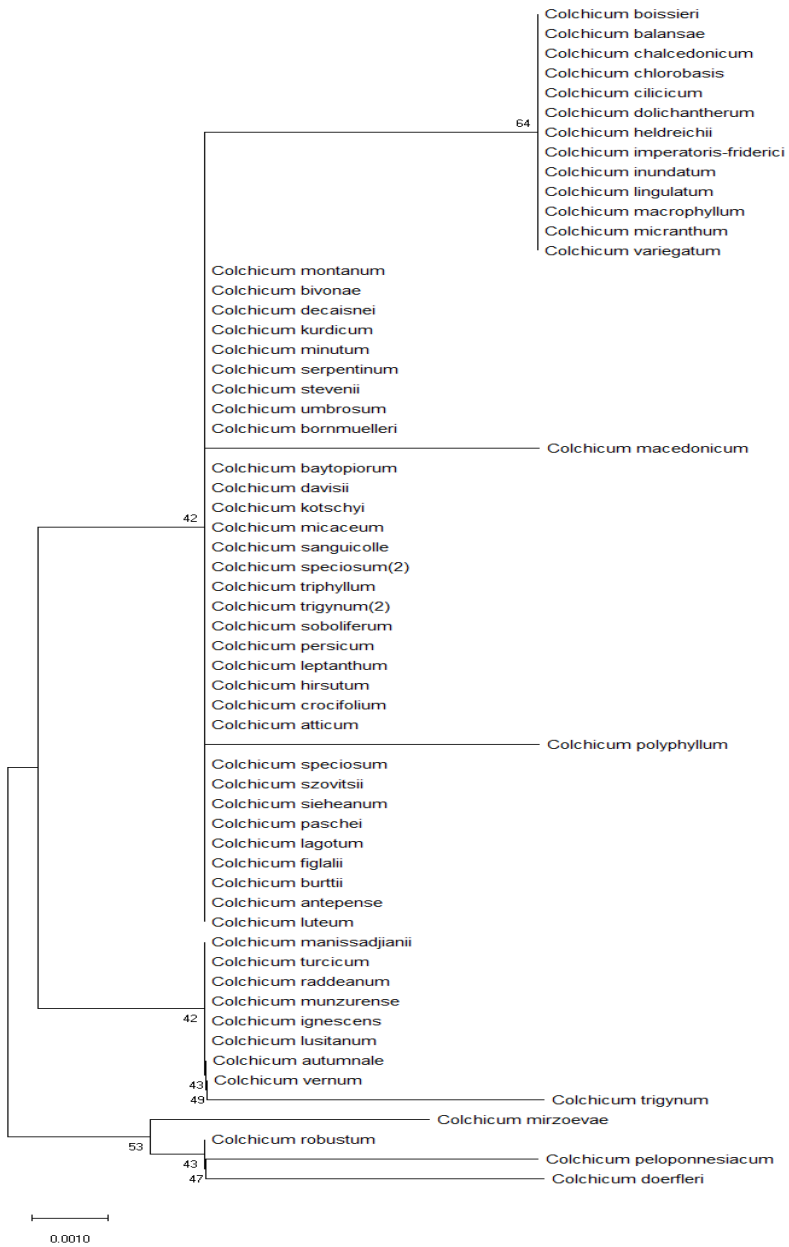 Colchicum boissieri
Colchicum balansae
Colchicum chalcedonicum
Colchicum chlorobasis
Colchicum cilicicum
Colchicum dolichantherum
64
Colchicum heldreichii
Colchicum imperatoris-friderici
Colchicum inundatum
Colchicum lingulatum
Colchicum macrophyllum
Colchicum micranthum
Colchicum variegatum
Colchicum montanum
Colchicum bivonae
Colchicum decaisnei
Colchicum kurdicum
Colchicum minutum
Colchicum serpentinum
Colchicum stevenii
Colchicum umbrosum
Colchicum bornmuelleri
Colchicum macedonicum
Colchicum baytopiorum
Colchicum davisii
Colchicum kotschyi
42
Colchicum micaceum
Colchicum sanguicolle
Colchicum speciosum(2)
Colchicum triphyllum
Colchicum trigynum(2)
Colchicum soboliferum
Colchicum persicum
Colchicum leptanthum
Colchicum hirsutum
Colchicum crocifolium
Colchicum atticum
Colchicum polyphyllum
Colchicum speciosum
Colchicum szovitsii
Colchicum sieheanum
Colchicum paschei
Colchicum lagotum
Colchicum figlalii
Colchicum burttii
Colchicum antepense
Colchicum luteum
Colchicum manissadjianii
Colchicum turcicum
Colchicum raddeanum
Colchicum munzurense
42
Colchicum ignescens
Colchicum lusitanum
Colchicum autumnale
Colchicum vernum
43
49
Colchicum trigynum
Colchicum mirzoevae
Colchicum robustum
53
Colchicum peloponnesiacum
43
47
Colchicum doerfleri
0.0010